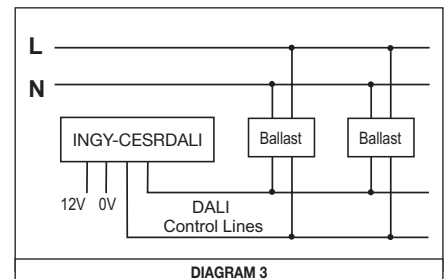 L
N
INGY-CESRDALI
Ballast
Ballast
12V 0V
DALI
Control Lines
DIAGRAM 3